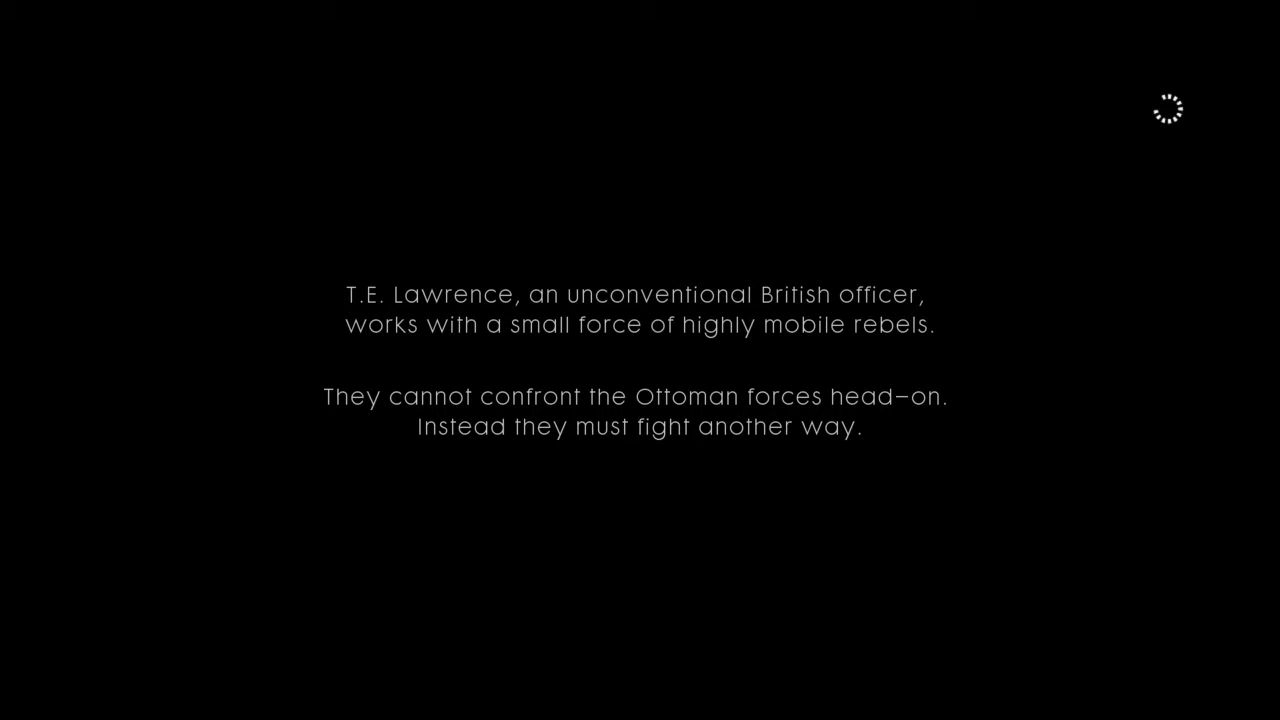 T.E. Lawrence, an unconventional British officer,
works with a small force of highly mobile rebels.
They cannot confront the Ottoman forces head-on.
Instead they must fight another way.